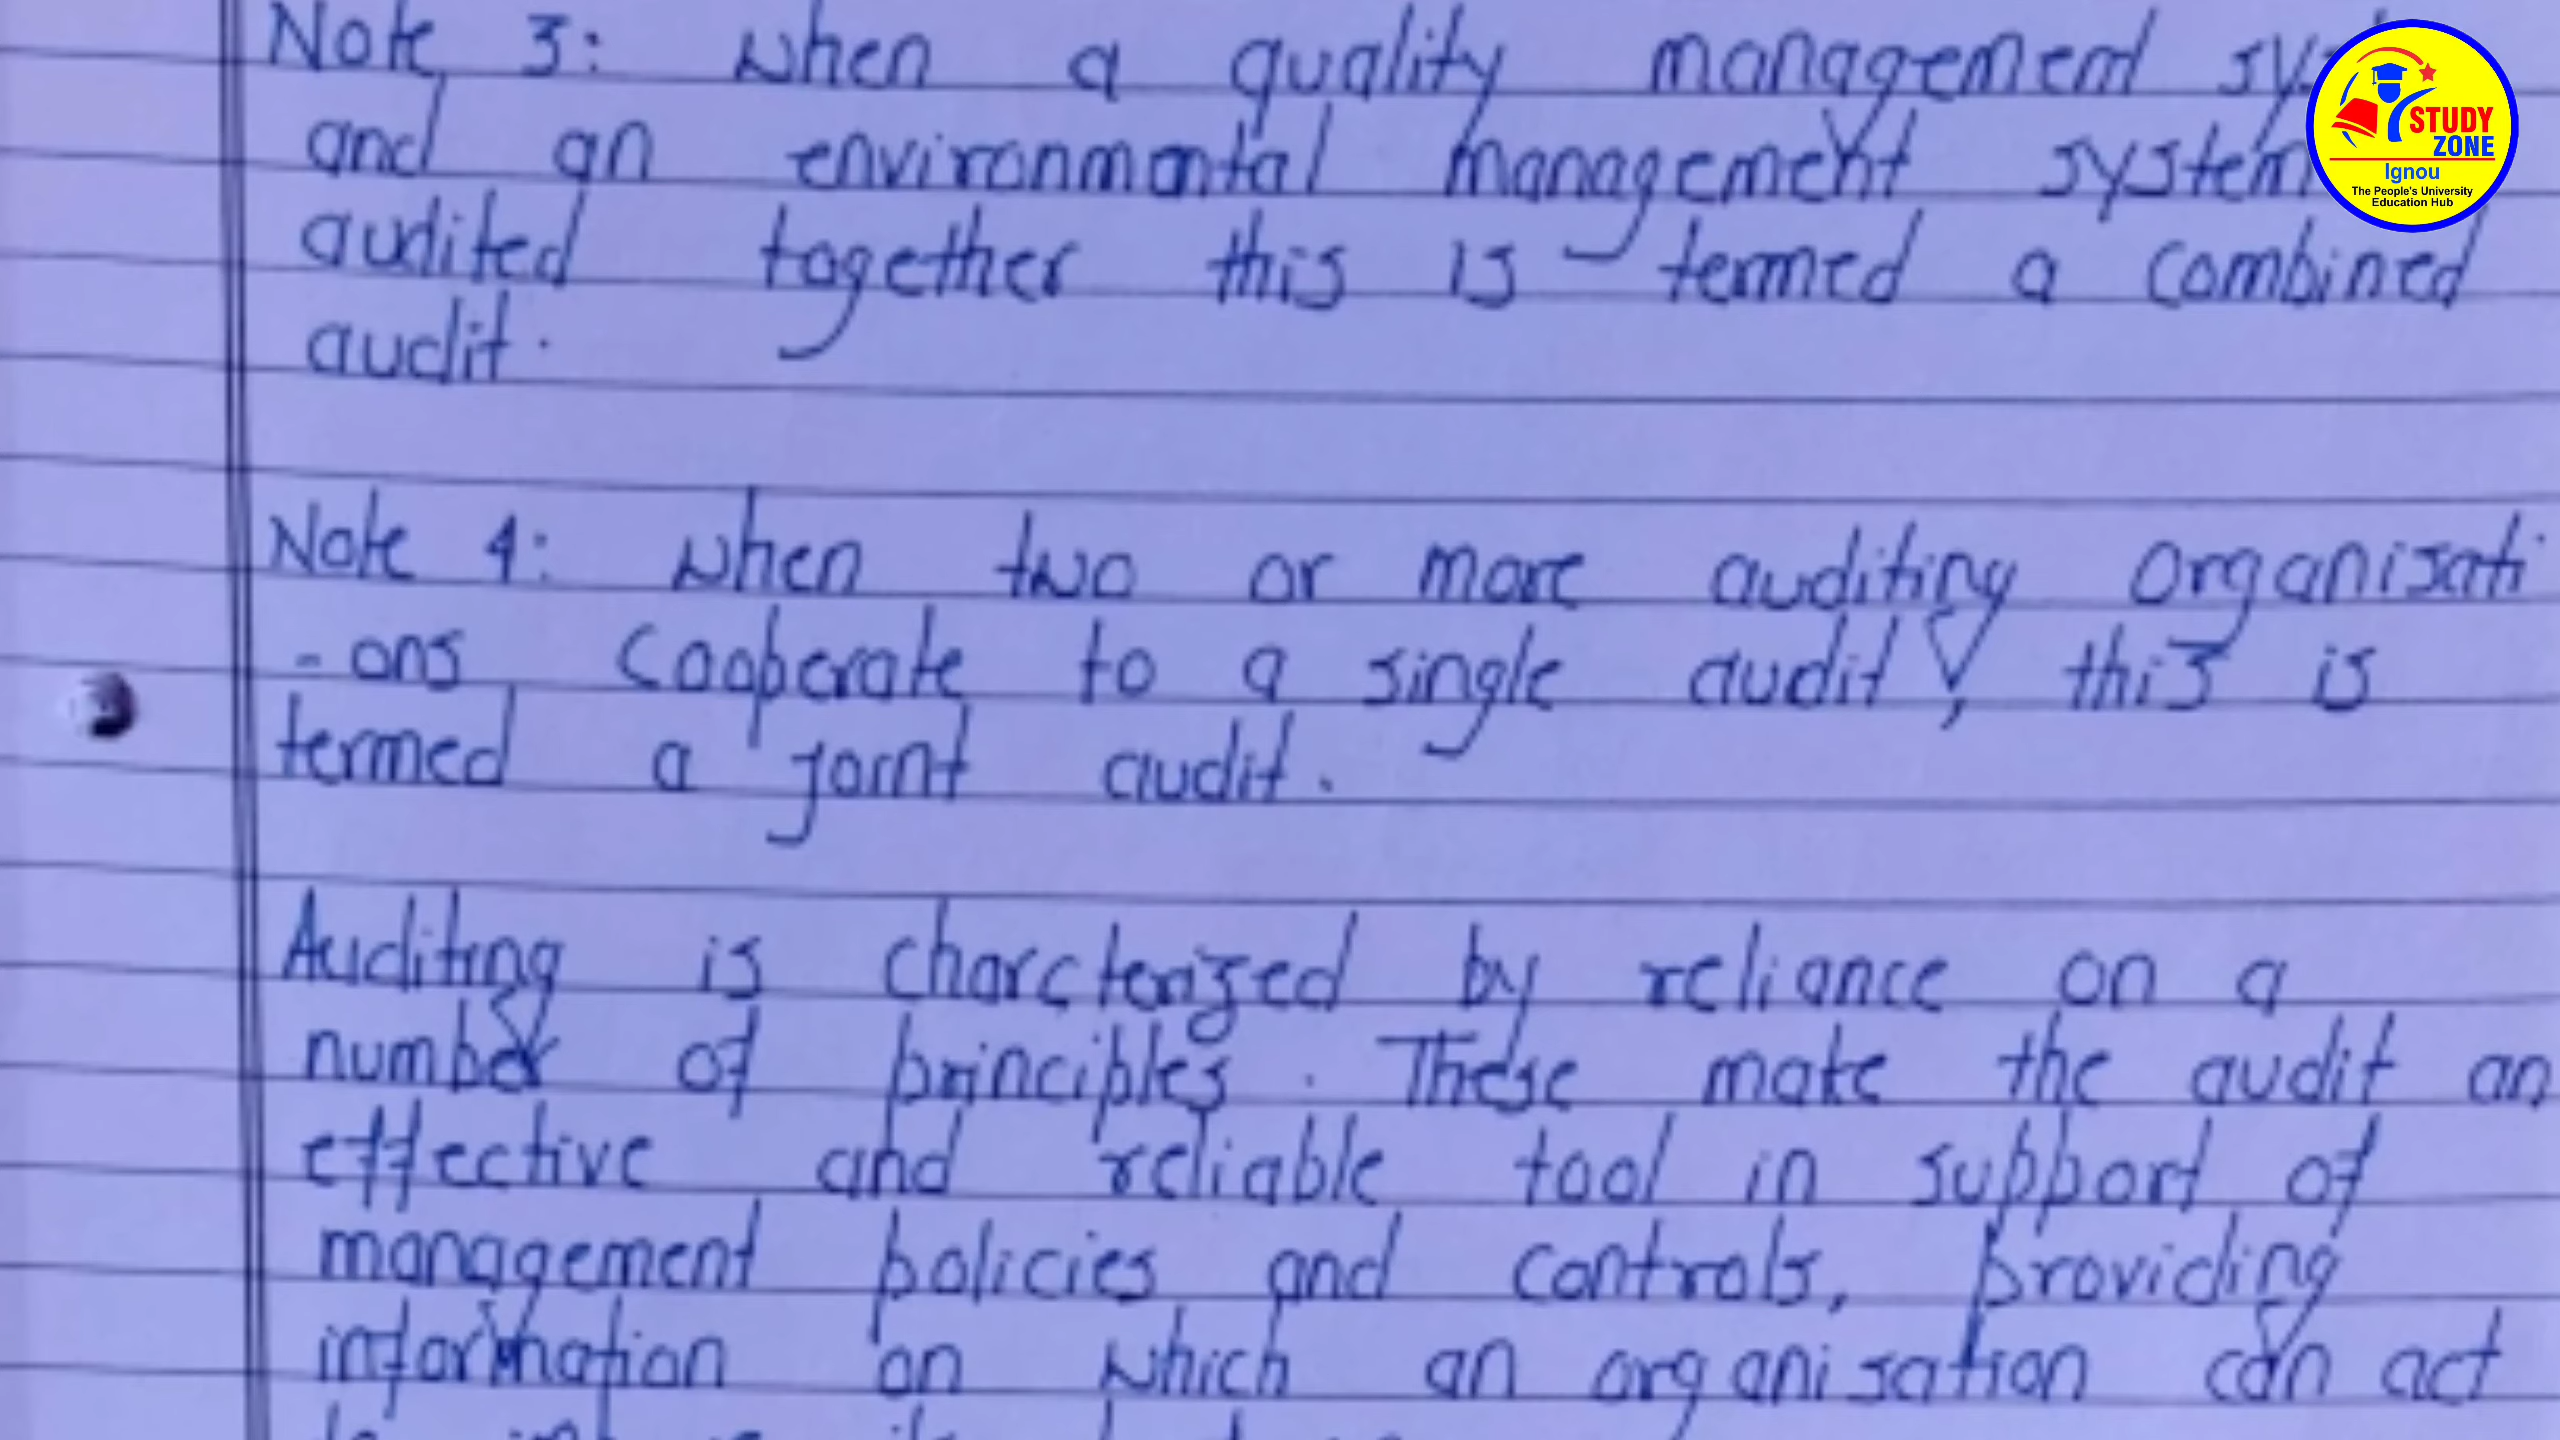 Note 3: When a quality management
and an environmental management system
audited together this is termed a combined
audit.
Note 4: When two or more auditing organisati
-ons cooperate to a single audit, this is
termed a joint audit.
Auditing is charcterized by reliance on a
number of principles. These make the audit an
effective and reliable tool in support of
management policies and controls, providing
information on which an organisation can act
STUDY
ZONE
Ignou
The People's University
Education Hub